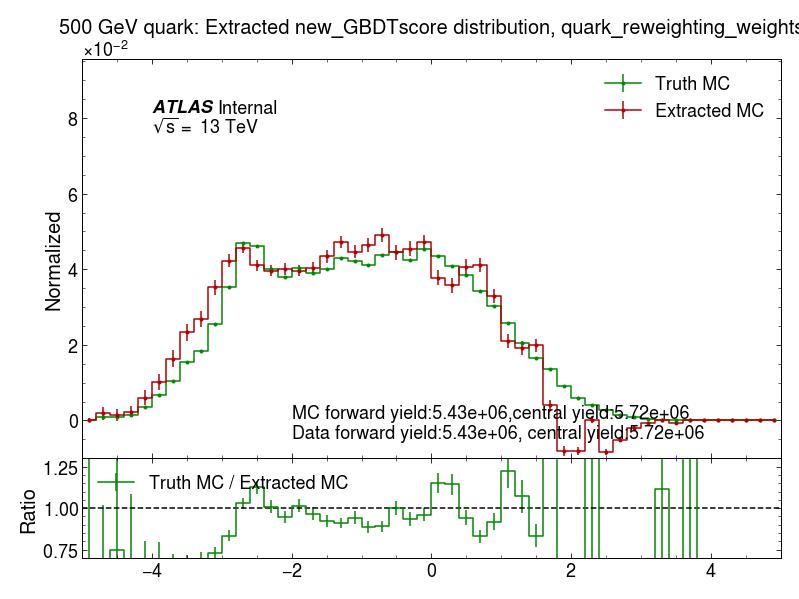 500 GeV quark: Extracted new_GBDTscore distribution, quark_reweighting_weights
×10⁻²
ATLAS Internal
√s = 13 TeV
Truth MC
Extracted MC
Normalized
8
6
4
2
0
MC forward yield:5.43e+06,central yield:5.72e+06
Data forward yield:5.43e+06, central yield:5.72e+06
Truth MC / Extracted MC
Ratio
1.25
1.00
0.75
−4
−2
0
2
4